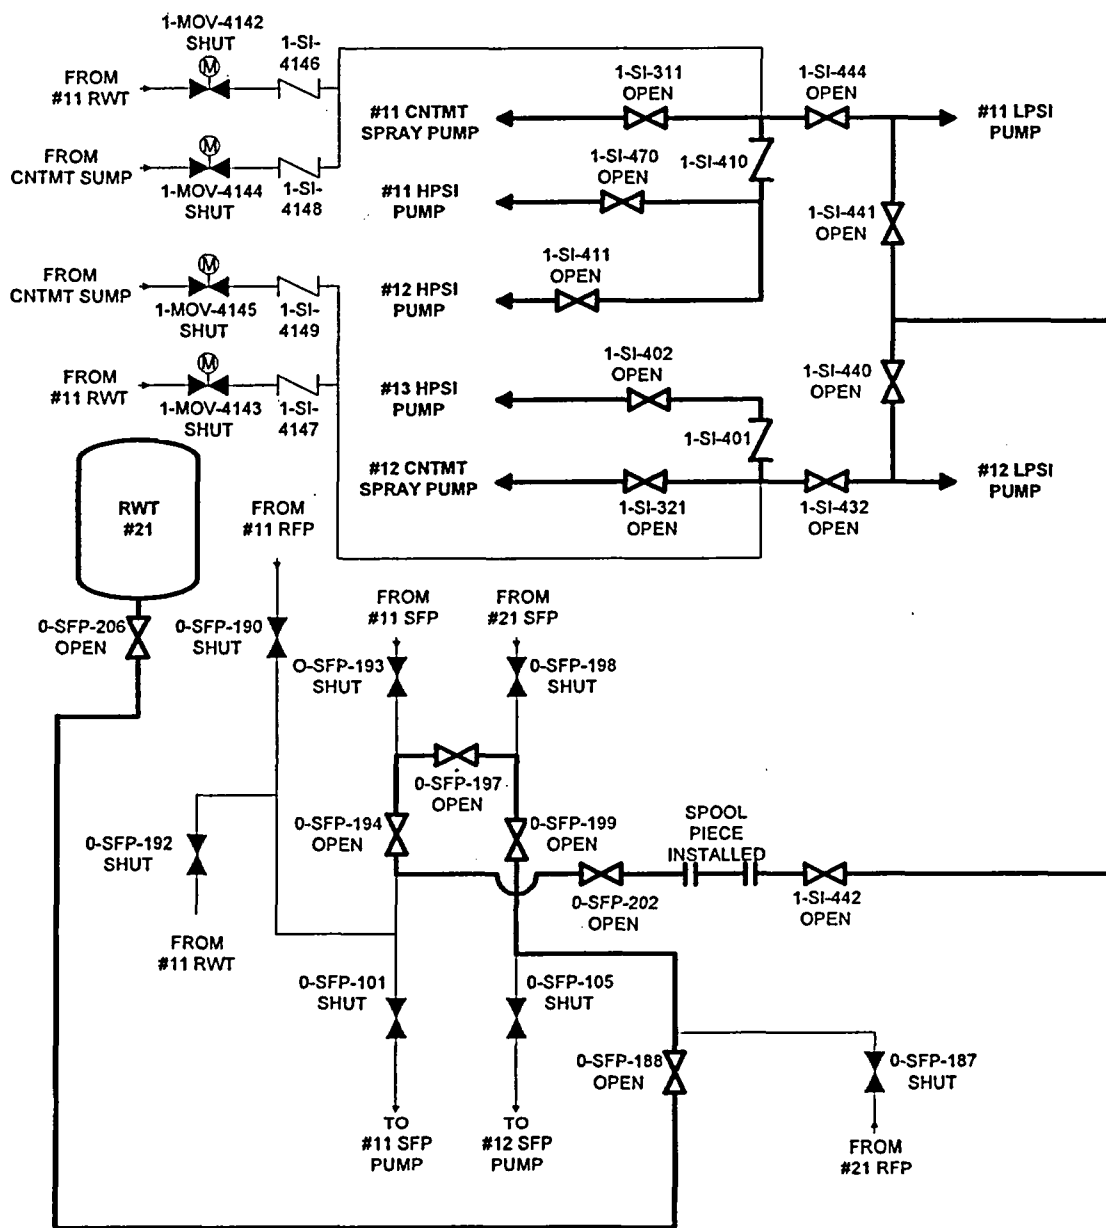 1-MOV-4142
SHUT
1-SI-
4146
M
FROM
#11 RWT
1-SI-311
OPEN
1-SI-444
OPEN
#11 CNTMT
SPRAY PUMP
#11 LPSI
PUMP
M
FROM
CNTMT SUMP
1-MOV-4144
SHUT
1-SI-
4148
1-SI-470
OPEN
1-SI-410
#11 HPSI
PUMP
1-SI-441
OPEN
1-SI-411
OPEN
FROM
CNTMT SUMP
M
1-MOV-4145
SHUT
1-SI-
4149
#12 HPSI
PUMP
1-SI-402
OPEN
1-SI-440
OPEN
M
FROM
#11 RWT
1-MOV-4143
SHUT
1-SI-
4147
#13 HPSI
PUMP
1-SI-401
#12 CNTMT
SPRAY PUMP
#12 LPSI
PUMP
1-SI-321
OPEN
1-SI-432
OPEN
RWT
#21
FROM
#11 RFP
FROM
#11 SFP
FROM
#21 SFP
0-SFP-206
OPEN
0-SFP-190
SHUT
O-SFP-193
SHUT
0-SFP-198
SHUT
0-SFP-197
OPEN
0-SFP-192
SHUT
0-SFP-194
OPEN
0-SFP-199
OPEN
SPOOL
PIECE
INSTALLED
0-SFP-202
OPEN
1-SI-442
OPEN
FROM
#11 RWT
0-SFP-101
SHUT
0-SFP-105
SHUT
0-SFP-188
OPEN
0-SFP-187
SHUT
TO
#11 SFP
PUMP
TO
#12 SFP
PUMP
FROM
#21 RFP